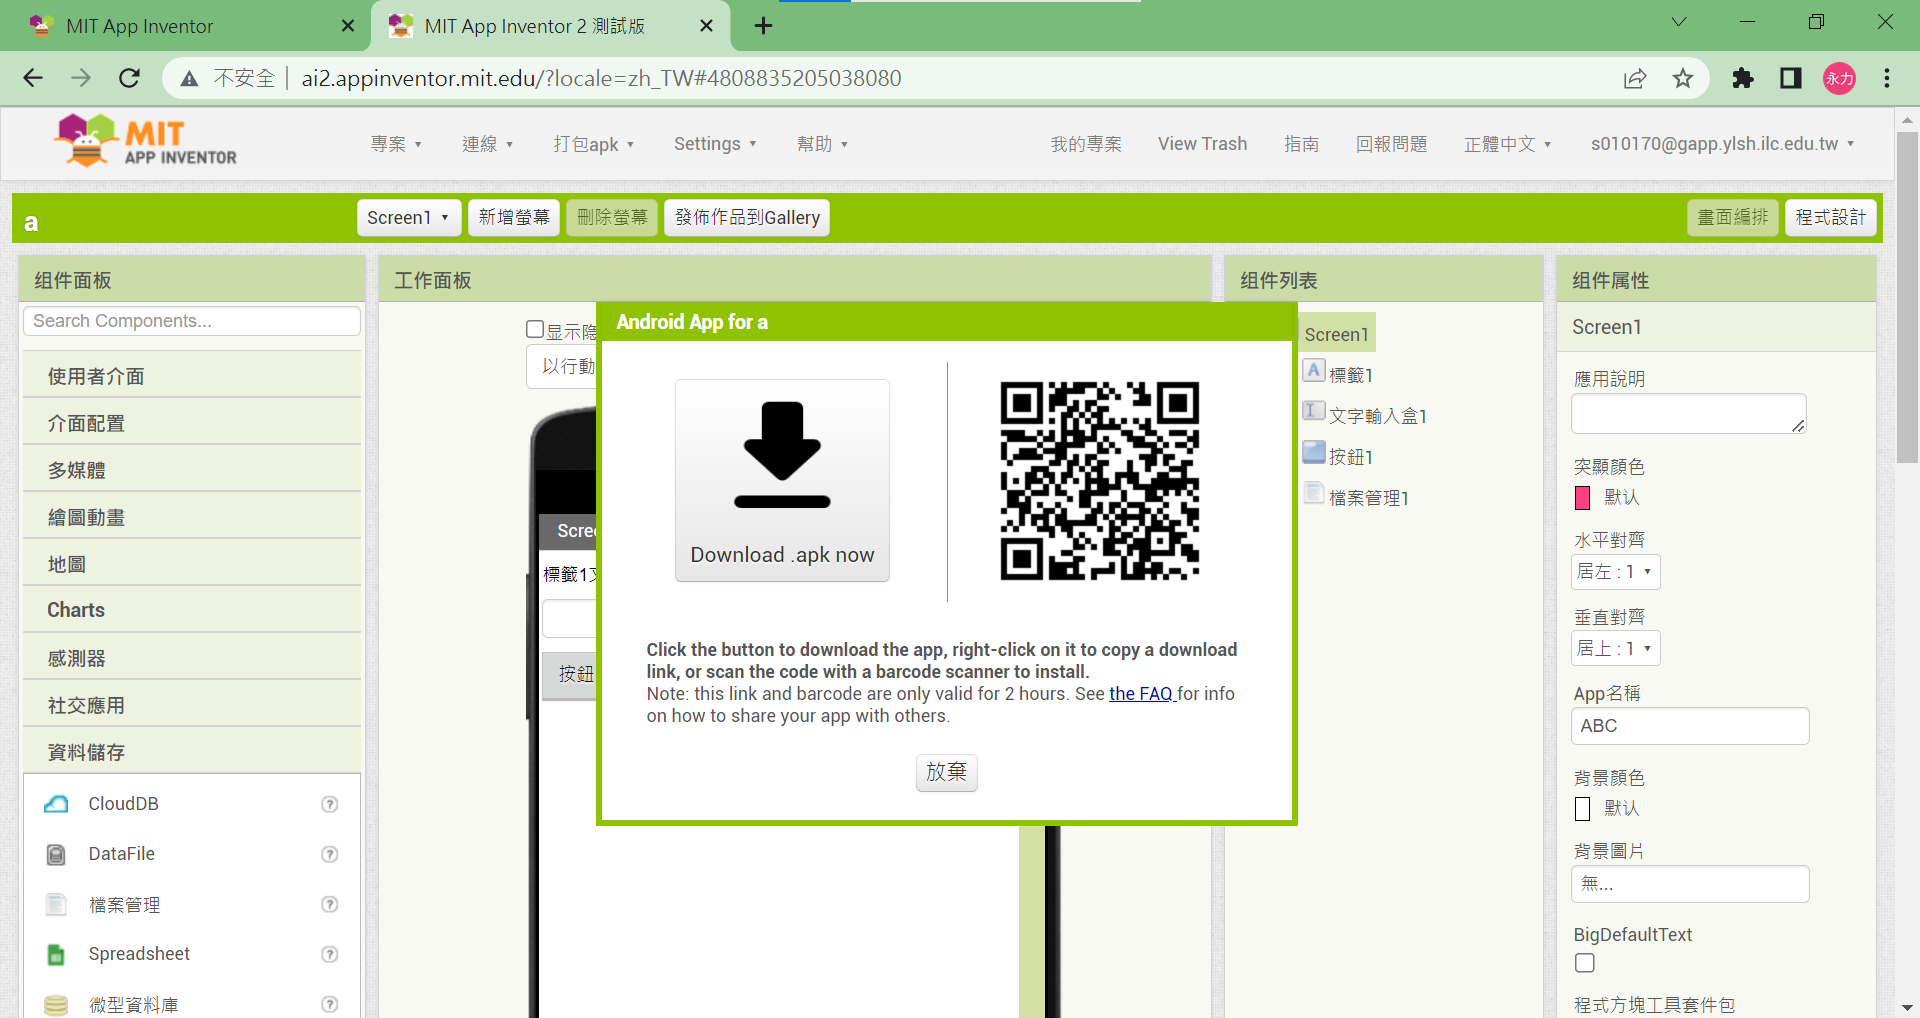 MIT App Inventor
MIT App Inventor 2 測試版
不安全
ai2.appinventor.mit.edu/?locale=zh_TW#4808835205038080
永力
MIT
APP INVENTOR
專案
連線
打包apk
Settings
幫助
我的專案
View Trash
指南
回報問題
正體中文
s010170@gapp.ylsh.ilc.edu.tw
a
Screen1
新增螢幕
刪除螢幕
發佈作品到Gallery
畫面編排
程式設計
组件面板
Search Components...
使用者介面
介面配置
多媒體
繪圖動畫
地圖
Charts
感測器
社交應用
資料儲存
CloudDB
DataFile
檔案管理
Spreadsheet
微型資料庫
工作面板
显示隐
以行動
Scree
標籤1文
按鈕
Android App for a
Download .apk now
Click the button to download the app, right-click on it to copy a download
link, or scan the code with a barcode scanner to install.
Note: this link and barcode are only valid for 2 hours. See the FAQ for info
on how to share your app with others.
放棄
组件列表
Screen1
標籤1
文字輸入盒1
按鈕1
檔案管理1
组件属性
Screen1
應用說明
突顯顏色
默认
水平對齊
居左 : 1
垂直對齊
居上 : 1
App名稱
ABC
背景顏色
默认
背景圖片
無...
BigDefaultText
程式方塊工具套件包